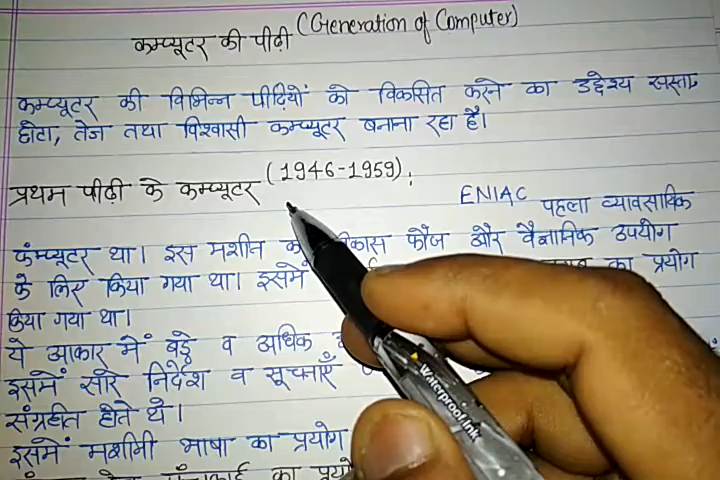 कम्प्यूटर की पीढ़ी (Generation of Computer)
कम्प्यूटर की विभिन्न पीढ़ियों को विकसित करने का उद्देश्य सस्ता,
छोटा, तेज तथा विश्वासी कम्प्यूटर बनाना रहा है।
प्रथम पीढ़ी के कम्प्यूटर (1946-1959):
ENIAC पहला व्यावसायिक
कंम्प्यूटर था। इस मशीन का विकास फौज और वैज्ञानिक उपयोग
के लिए किया गया था। इसमें का प्रयोग
किया गया था।
ये आकार में बड़े व अधिक
इसमें सारे निर्देश व सूचनाएँ
संग्रहीत होते थे।
इसमें मशीनी भाषा का प्रयोग
का प्रयो
Waterproof Ink